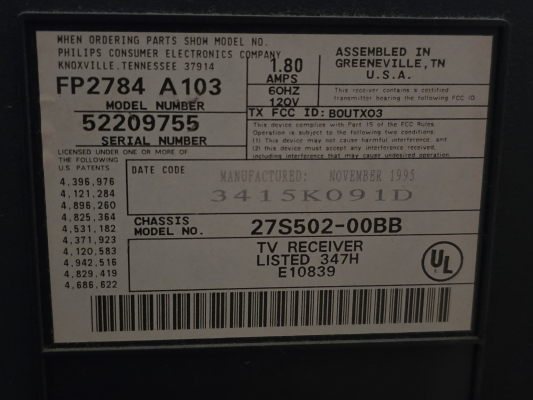 WHEN ORDERING PARTS SHOW MODEL NO.
PHILIPS CONSUMER ELECTRONICS COMPANY
KNOXVILLE, TENNESSEE 37914
FP2784 A103
MODEL NUMBER
52209755
SERIAL NUMBER
1.80
AMPS
60HZ
120V
ASSEMBLED IN
GREENEVILLE, TN
U.S.A.
This receiver contains a certified
transmitter bearing the following FCC ID
TX FCC ID: BOUTXO3
This device complies with Part 15 of the FCC Rules.
Operation is subject to the following two conditions.
(1) This device may not cause harmful interference, and
(2) this device must accept any interference received,
including interference that may cause undesired operation.
LICENSED UNDER ONE
OR MORE OF
THE FOLLOWING
U.S. PATENTS
4,396,976
4,121,284
4,896,260
4,825,364
4,531,182
4,371,923
4,120,583
4,942,516
4,829,419
4,686,622
DATE CODE
MANUFACTURED: NOVEMBER 1995
3415K091D
CHASSIS
MODEL NO.
27S502-00BB
TV RECEIVER
LISTED 347H
E10839
UL